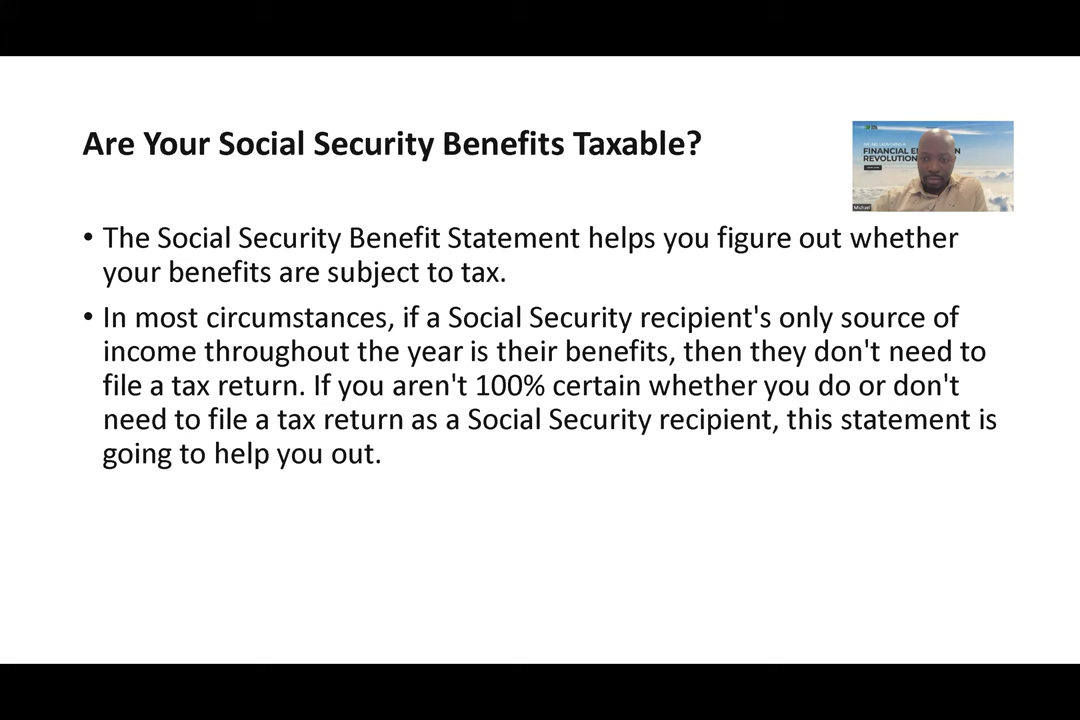 Are Your Social Security Benefits Taxable?
FINANCIAL E
N
REVOLUTION
Michael
• The Social Security Benefit Statement helps you figure out whether
your benefits are subject to tax.
• In most circumstances, if a Social Security recipient's only source of
income throughout the year is their benefits, then they don't need to
file a tax return. If you aren't 100% certain whether you do or don't
need to file a tax return as a Social Security recipient, this statement is
going to help you out.